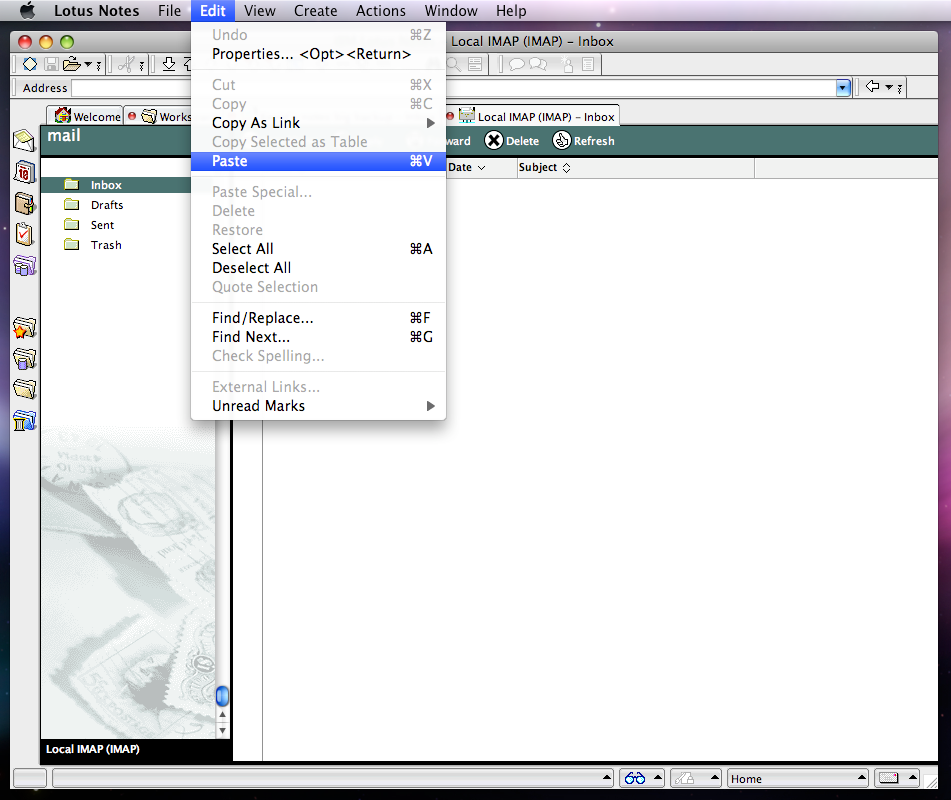 Lotus Notes File Edit View Create Actions Window Help
Local IMAP (IMAP) – Inbox
Address
Welcome Works Local IMAP (IMAP) – Inbox
mail
ward Delete Refresh
Date Subject
Inbox
Drafts
Sent
Trash
Undo ⌘Z
Properties... <Opt><Return>
Cut ⌘X
Copy ⌘C
Copy As Link
Copy Selected as Table
Paste ⌘V
Paste Special...
Delete
Restore
Select All ⌘A
Deselect All
Quote Selection
Find/Replace... ⌘F
Find Next... ⌘G
Check Spelling...
External Links...
Unread Marks
Local IMAP (IMAP)
Home